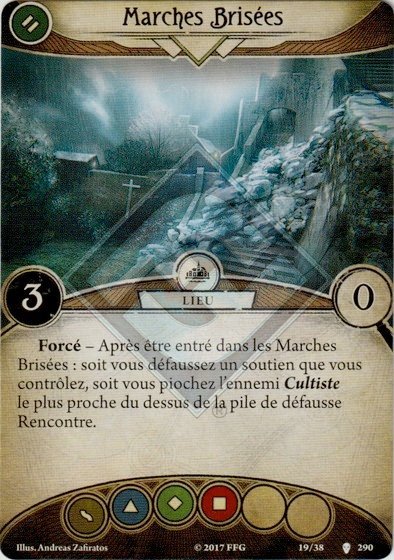 Marches Brisées
3
LIEU
0
Forcé – Après être entré dans les Marches
Brisées : soit vous défaussez un soutien que vous
contrôlez, soit vous piochez l'ennemi Cultiste
le plus proche du dessus de la pile de défausse
Rencontre.
®
Illus. Andreas Zafiratos
© 2017 FFG
19/38
290